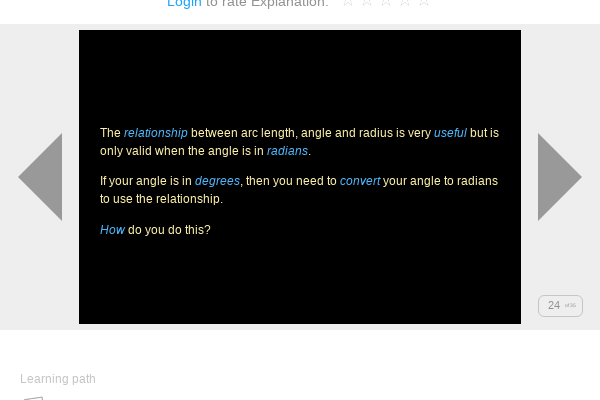 Login to rate Explanation:
The relationship between arc length, angle and radius is very useful but is
only valid when the angle is in radians.
If your angle is in degrees, then you need to convert your angle to radians
to use the relationship.
How do you do this?
24
Learning path